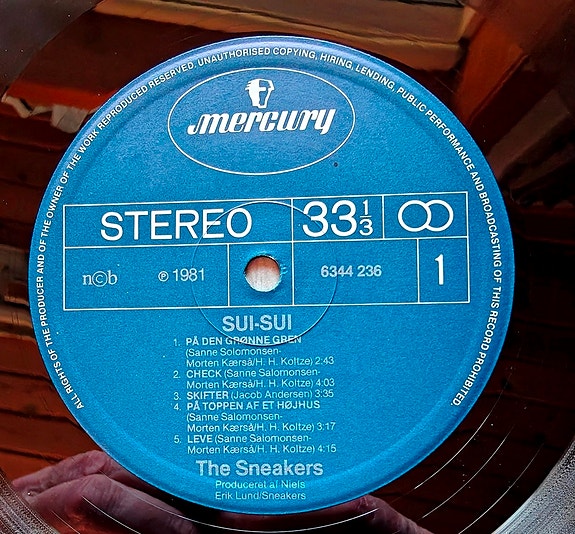 ALL RIGHTS OF THE PRODUCER AND OF THE OWNER OF THE WORK REPRODUCED RESERVED. UNAUTHORISED COPYING, HIRING, LENDING, PUBLIC PERFORMANCE AND BROADCASTING OF THIS RECORD PROHIBITED.
mercury
STEREO 33 1/3
n©b ℗ 1981 6344 236 1
SUI-SUI
1. PÅ DEN GRØNNE GREN
(Sanne Salomonsen-
Morten Kærså/H. H. Koltze) 2:43
2. CHECK (Sanne Salomonsen-
Morten Kærså/H. H. Koltze) 4:03
3. SKIFTER (Jacob Andersen) 3:35
4. PÅ TOPPEN AF ET HØJHUS
(Sanne Salomonsen-
Morten Kærså/H. H. Koltze) 3:17
5. LEVE (Sanne Salomonsen-
Morten Kærså/H. H. Koltze) 4:15
The Sneakers
Produceret af Niels
Erik Lund/Sneakers